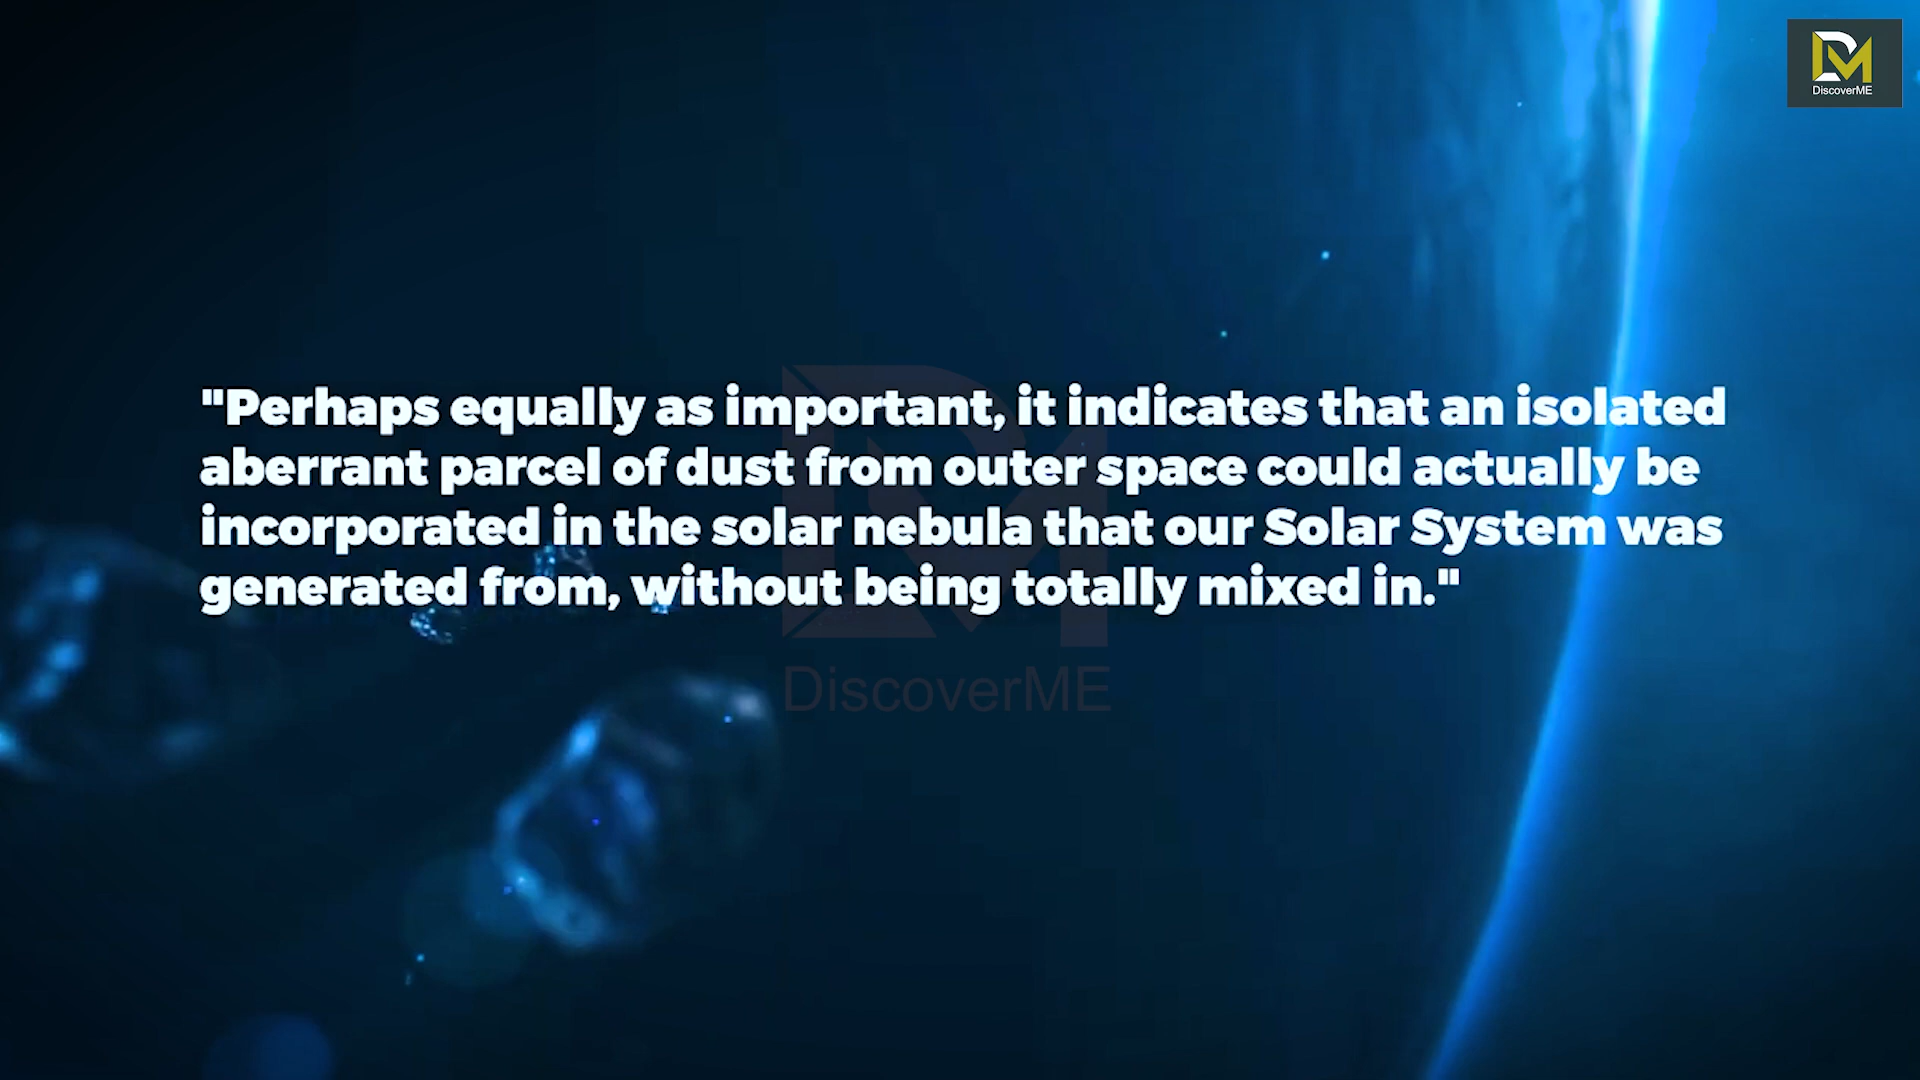 DM
DiscoverME
"Perhaps equally as important, it indicates that an isolated
aberrant parcel of dust from outer space could actually be
incorporated in the solar nebula that our Solar System was
generated from, without being totally mixed in."
DM
DiscoverME